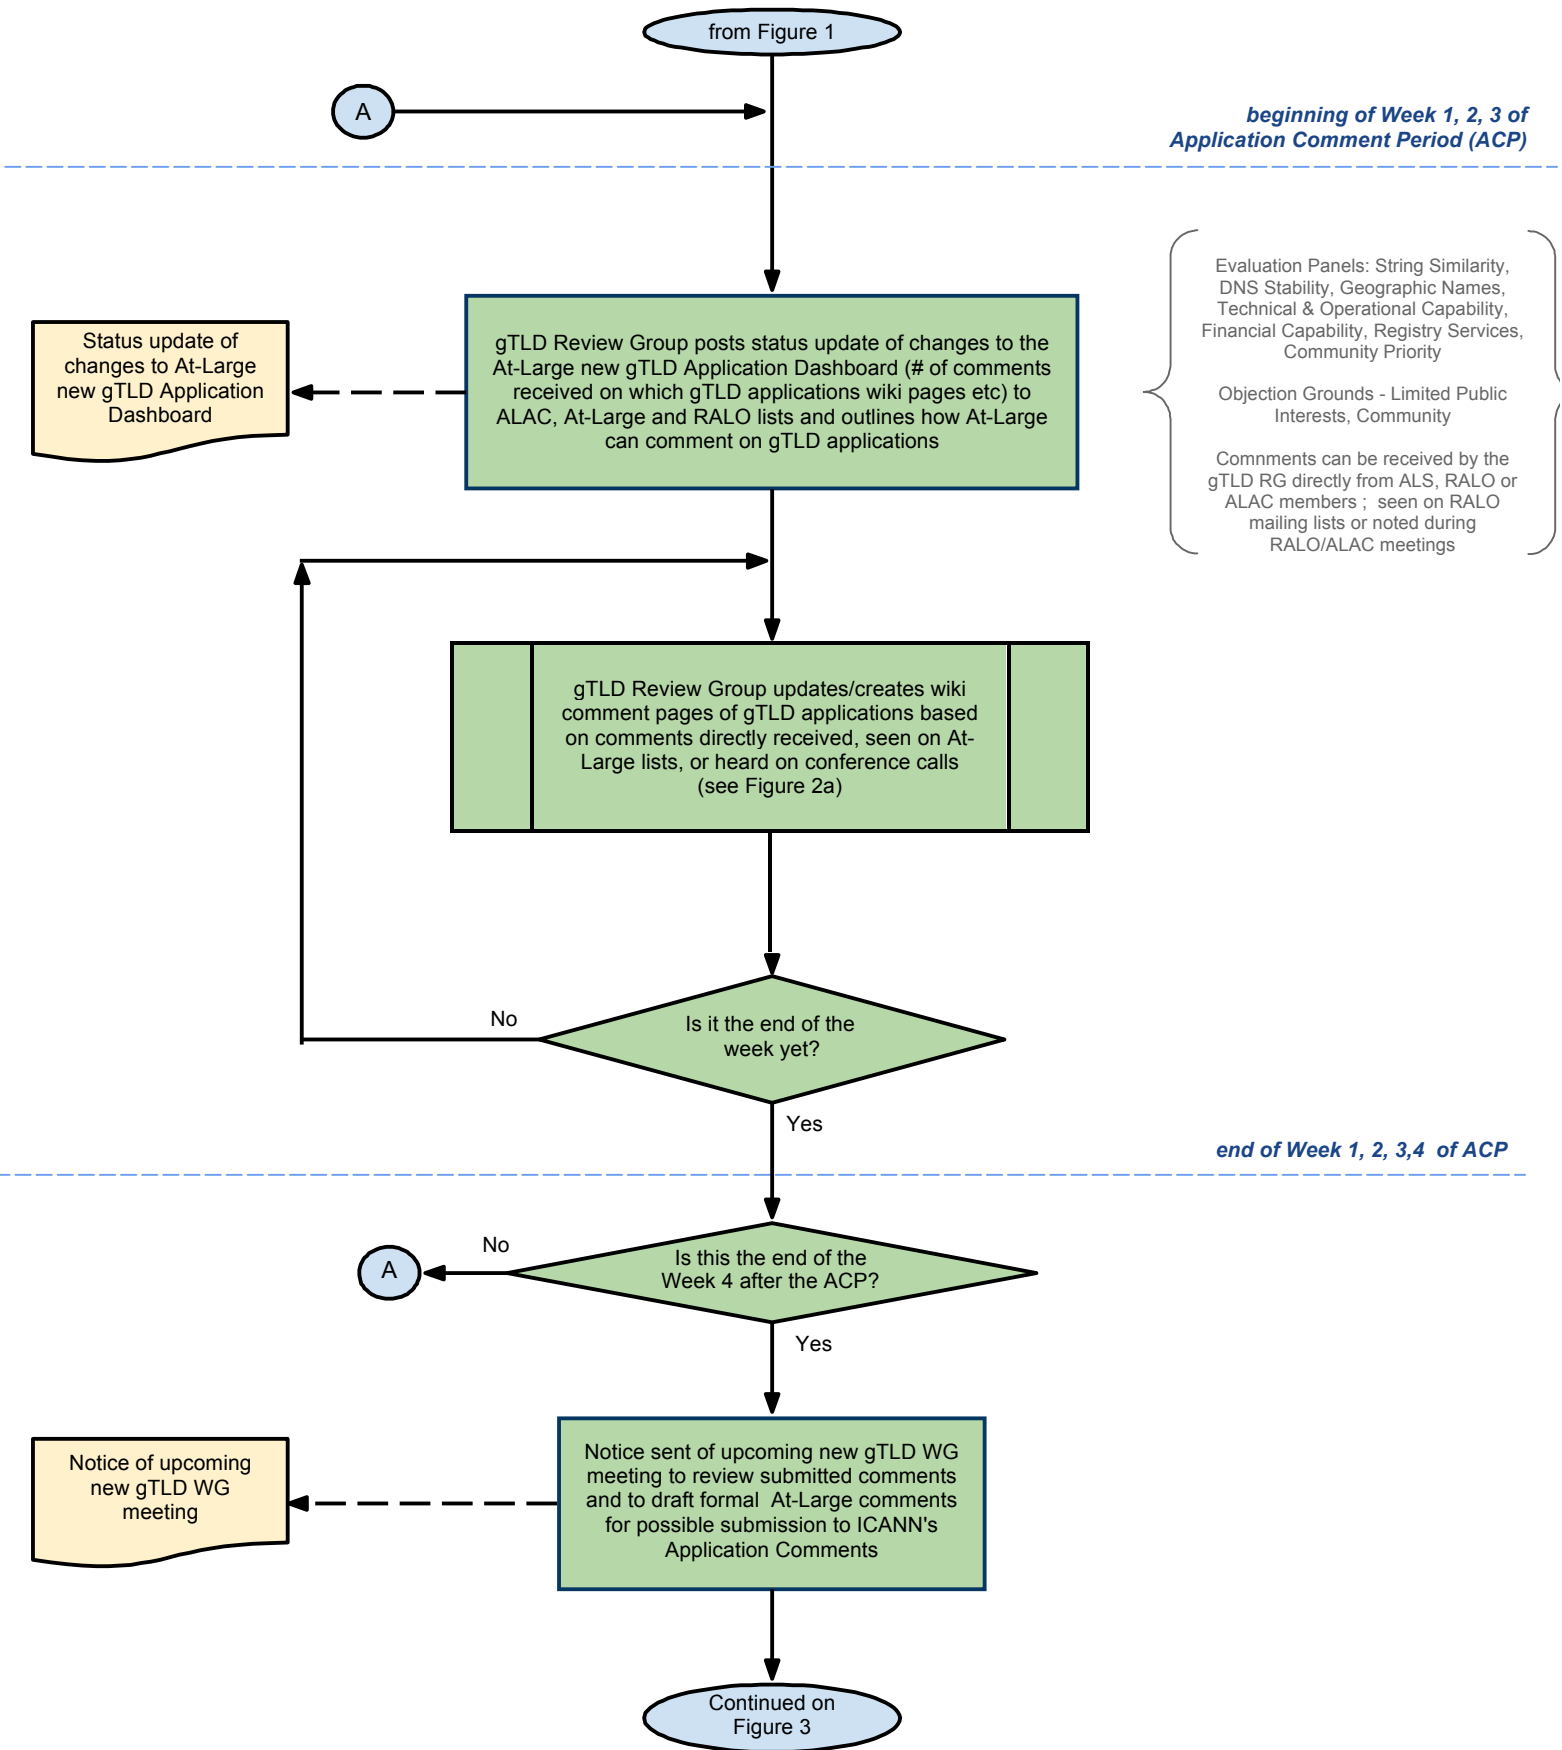 from Figure 1
A
beginning of Week 1, 2, 3 of
Application Comment Period (ACP)
Evaluation Panels: String Similarity,
DNS Stability, Geographic Names,
Technical & Operational Capability,
Financial Capability, Registry Services,
Community Priority
Objection Grounds - Limited Public
Interests, Community
Comnments can be received by the
gTLD RG directly from ALS, RALO or
ALAC members ;  seen on RALO
mailing lists or noted during
RALO/ALAC meetings
Status update of
changes to At-Large
new gTLD Application
Dashboard
gTLD Review Group posts status update of changes to the
At-Large new gTLD Application Dashboard (# of comments
received on which gTLD applications wiki pages etc) to
ALAC, At-Large and RALO lists and outlines how At-Large
can comment on gTLD applications
gTLD Review Group updates/creates wiki
comment pages of gTLD applications based
on comments directly received, seen on At-
Large lists, or heard on conference calls
(see Figure 2a)
No
Is it the end of the
week yet?
Yes
end of Week 1, 2, 3,4  of ACP
A
No
Is this the end of the
Week 4 after the ACP?
Yes
Notice of upcoming
new gTLD WG
meeting
Notice sent of upcoming new gTLD WG
meeting to review submitted comments
and to draft formal  At-Large comments
for possible submission to ICANN's
Application Comments
Continued on
Figure 3